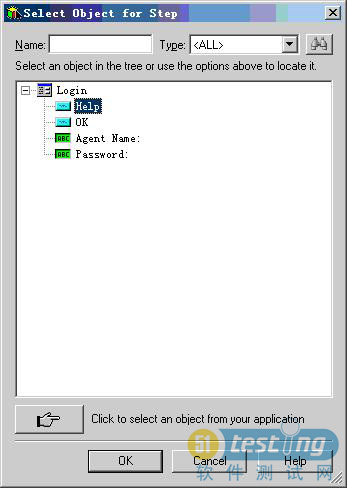 Select Object for Step
Name: Type: <ALL>
Select an object in the tree or use the options above to locate it.
Login
Help
OK
ABC Agent Name:
ABC Password:
Click to select an object from your application
51testing
软件测试网
OK Cancel Help